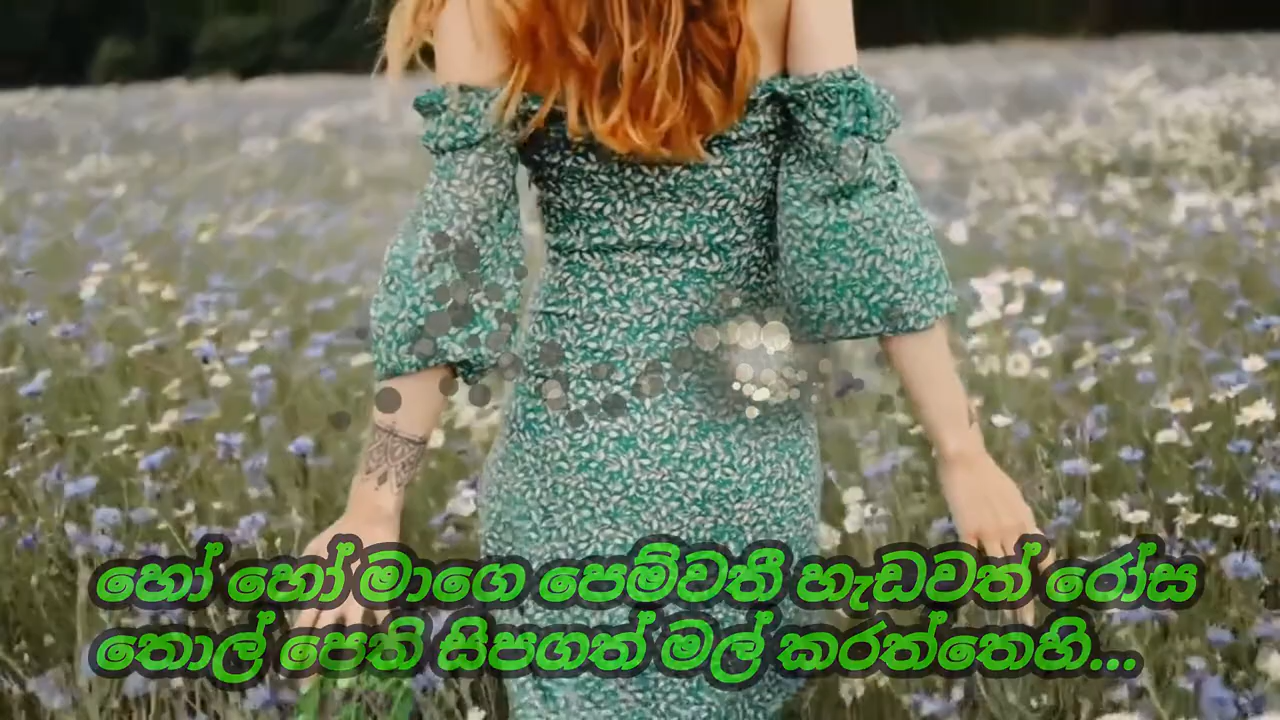 හෝ හෝ මාගෙ පෙම්වතී හැඩවත් රෝස
තොල් පෙති සිපගත් මල් කරත්තෙහි...